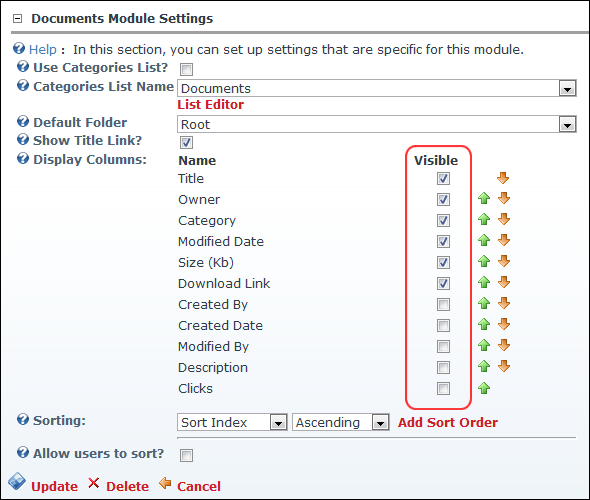 Documents Module Settings
Help : In this section, you can set up settings that are specific for this module.
Use Categories List?
Categories List Name Documents
List Editor
Default Folder Root
Show Title Link?
Display Columns: Name Visible
Title
Owner
Category
Modified Date
Size (Kb)
Download Link
Created By
Created Date
Modified By
Description
Clicks
Sorting: Sort Index Ascending Add Sort Order
Allow users to sort?
Update Delete Cancel